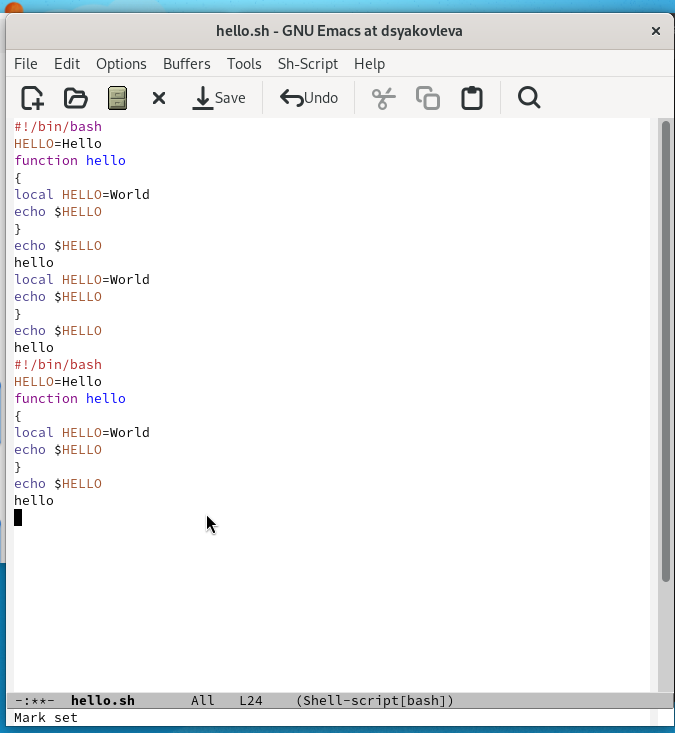 hello.sh - GNU Emacs at dsyakovleva
File Edit Options Buffers Tools Sh-Script Help
Save Undo
#!/bin/bash
HELLO=Hello
function hello
{
local HELLO=World
echo $HELLO
}
echo $HELLO
hello
local HELLO=World
echo $HELLO
}
echo $HELLO
hello
#!/bin/bash
HELLO=Hello
function hello
{
local HELLO=World
echo $HELLO
}
echo $HELLO
hello
-:**- hello.sh All L24 (Shell-script[bash])
Mark set